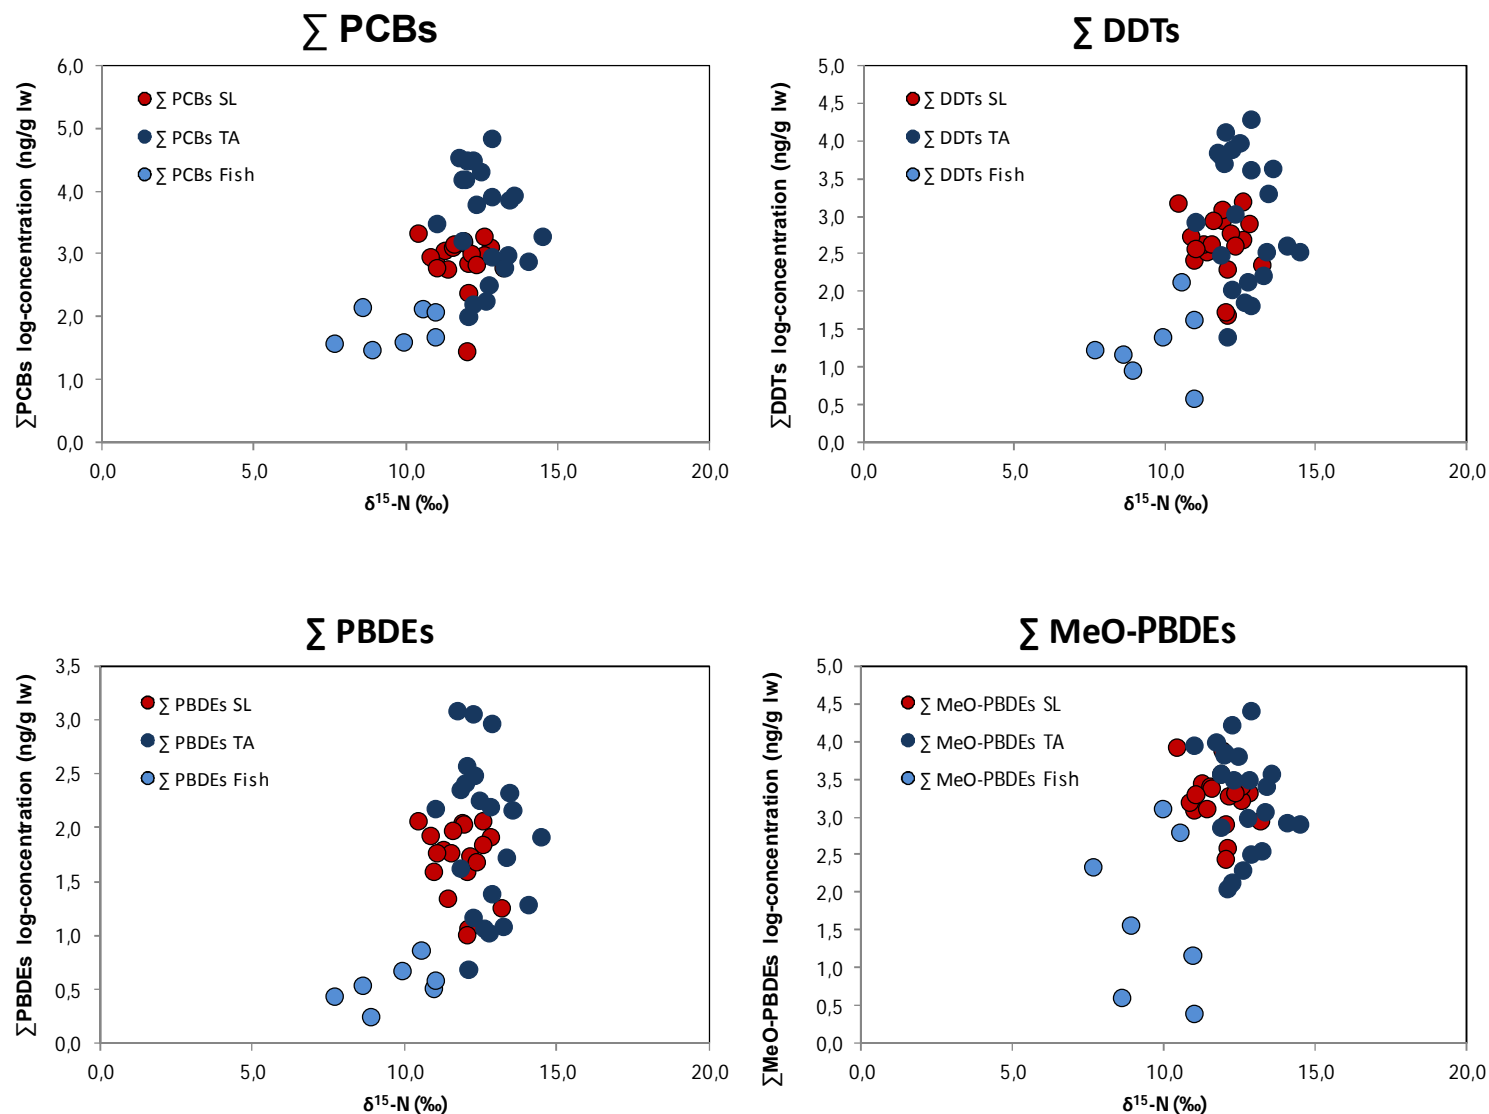 ∑ PCBs
∑PCBs log-concentration (ng/g lw)
6,0
5,0
4,0
3,0
2,0
1,0
0,0
∑ PCBs SL
∑ PCBs TA
∑ PCBs Fish
0,0 5,0 10,0 15,0 20,0
δ¹⁵-N (‰)
∑ DDTs
∑DDTs log-concentration (ng/g lw)
5,0
4,5
4,0
3,5
3,0
2,5
2,0
1,5
1,0
0,5
0,0
∑ DDTs SL
∑ DDTs TA
∑ DDTs Fish
0,0 5,0 10,0 15,0 20,0
δ¹⁵-N (‰)
∑ PBDEs
∑PBDEs log-concentration (ng/g lw)
3,5
3,0
2,5
2,0
1,5
1,0
0,5
0,0
∑ PBDEs SL
∑ PBDEs TA
∑ PBDEs Fish
0,0 5,0 10,0 15,0 20,0
δ¹⁵-N (‰)
∑ MeO-PBDEs
∑MeO-PBDEs log-concentration (ng/g lw)
5,0
4,5
4,0
3,5
3,0
2,5
2,0
1,5
1,0
0,5
0,0
∑ MeO-PBDEs SL
∑ MeO-PBDEs TA
∑ MeO-PBDEs Fish
0,0 5,0 10,0 15,0 20,0
δ¹⁵-N (‰)